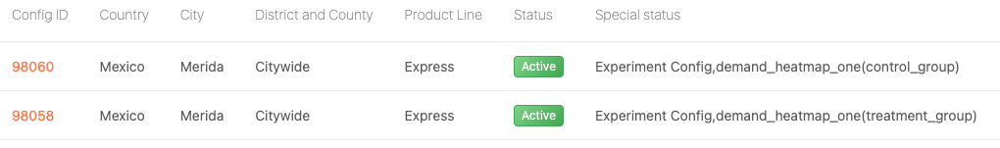 Config ID Country City District and County Product Line Status Special status
98060 Mexico Merida Citywide Express Active Experiment Config,demand_heatmap_one(control_group)
98058 Mexico Merida Citywide Express Active Experiment Config,demand_heatmap_one(treatment_group)